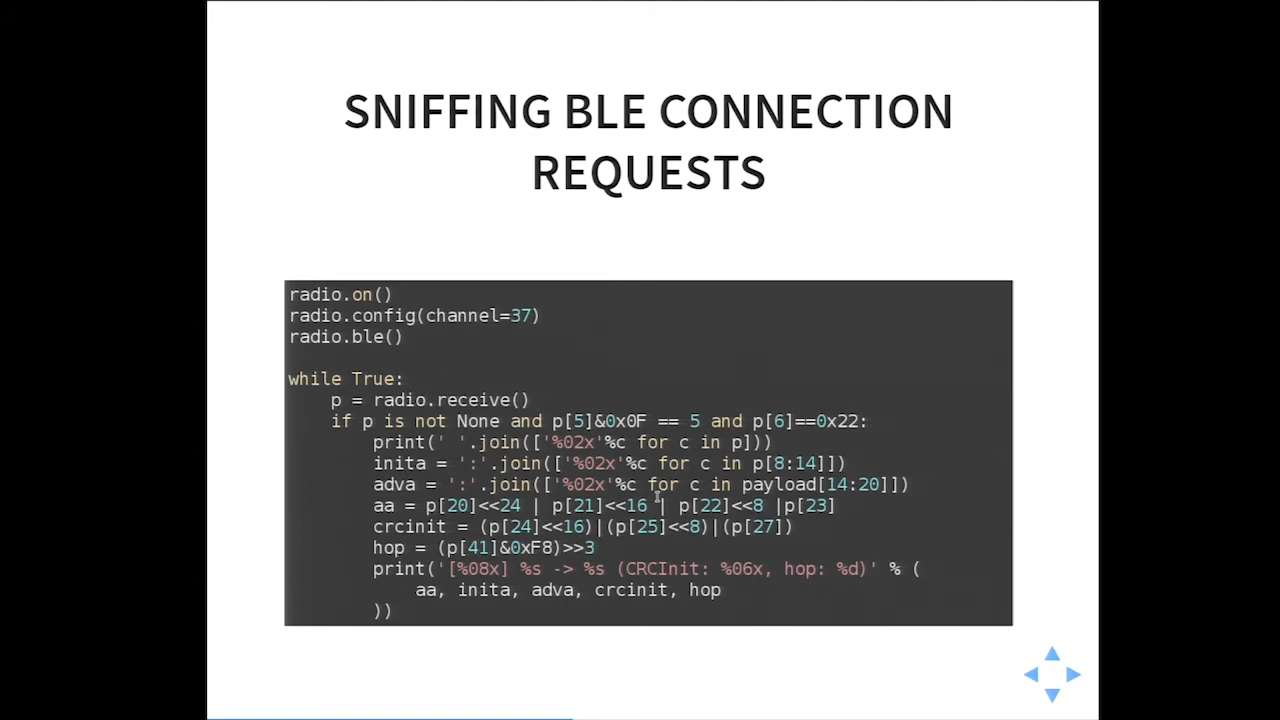 SNIFFING BLE CONNECTION
REQUESTS
radio.on()
radio.config(channel=37)
radio.ble()
while True:
    p = radio.receive()
    if p is not None and p[5]&0x0F == 5 and p[6]==0x22:
        print(' '.join(['%02x'%c for c in p]))
        inita = ':'.join(['%02x'%c for c in p[8:14]])
        adva = ':'.join(['%02x'%c for c in payload[14:20]])
        aa = p[20]<<24 | p[21]<<16 | p[22]<<8 |p[23]
        crcinit = (p[24]<<16)|(p[25]<<8)|(p[27])
        hop = (p[41]&0xF8)>>3
        print('[%08x] %s -> %s (CRCInit: %06x, hop: %d)' % (
            aa, inita, adva, crcinit, hop
        ))